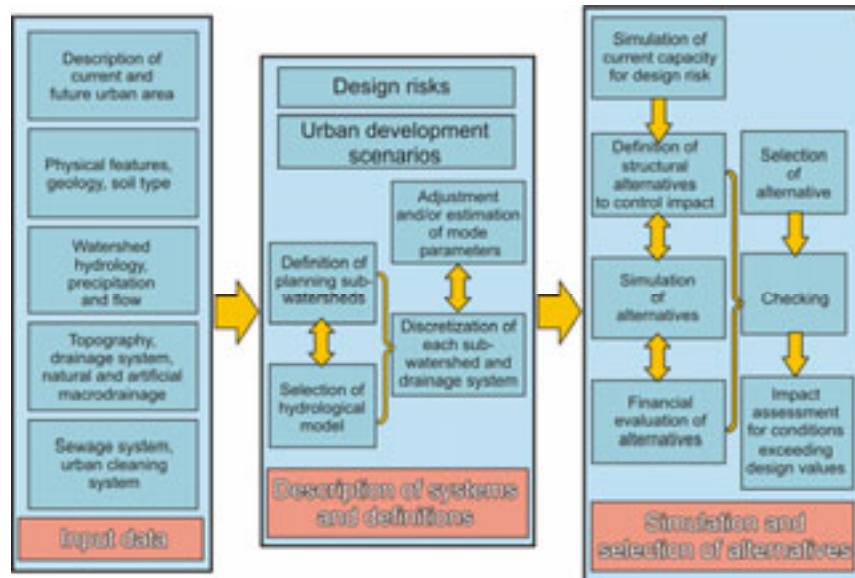 Description of
current and
future urban area
Physical features,
geology, soil type
Watershed
hydrology,
precipitation
and flow
Topography,
drainage system,
natural and artificial
macrodrainage
Sewage system,
urban cleaning
system
Input data
Design risks
Urban development
scenarios
Adjustment
and/or estimation
of mode
parameters
Definition of
planning sub-
watersheds
Selection of
hydrological
model
Discretization of
each sub-
watershed and
drainage system
Description of systems
and definitions
Simulation of
current capacity
for design risk
Definition of
structural
alternatives
to control impact
Simulation
of
alternatives
Financial
evaluation of
alternatives
Selection
of
alternative
Checking
Impact
assessment
for conditions
exceeding
design values
Simulation and
selection of alternatives